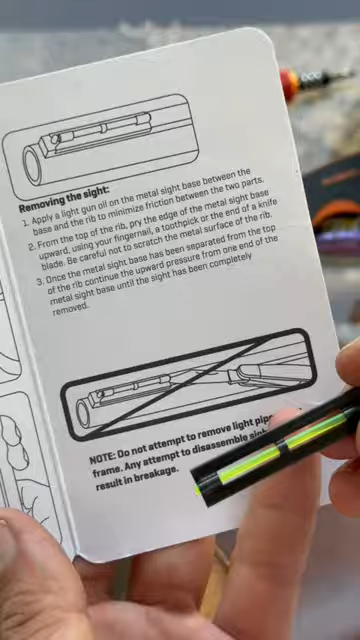 Removing the sight:
1. Apply a light gun oil on the metal sight base between the
base and the rib to minimize friction between the two parts.
2. From the top of the rib, pry the edge of the metal sight base
upward, using your fingernail, a toothpick or the end of a knife
blade. Be careful not to scratch the metal surface of the rib.
3. Once the metal sight base has been separated from the top
of the rib continue the upward pressure from one end of the
metal sight base until the sight has been completely
removed.
NOTE: Do not attempt to remove light pipe
frame. Any attempt to disassemble
result in breakage.